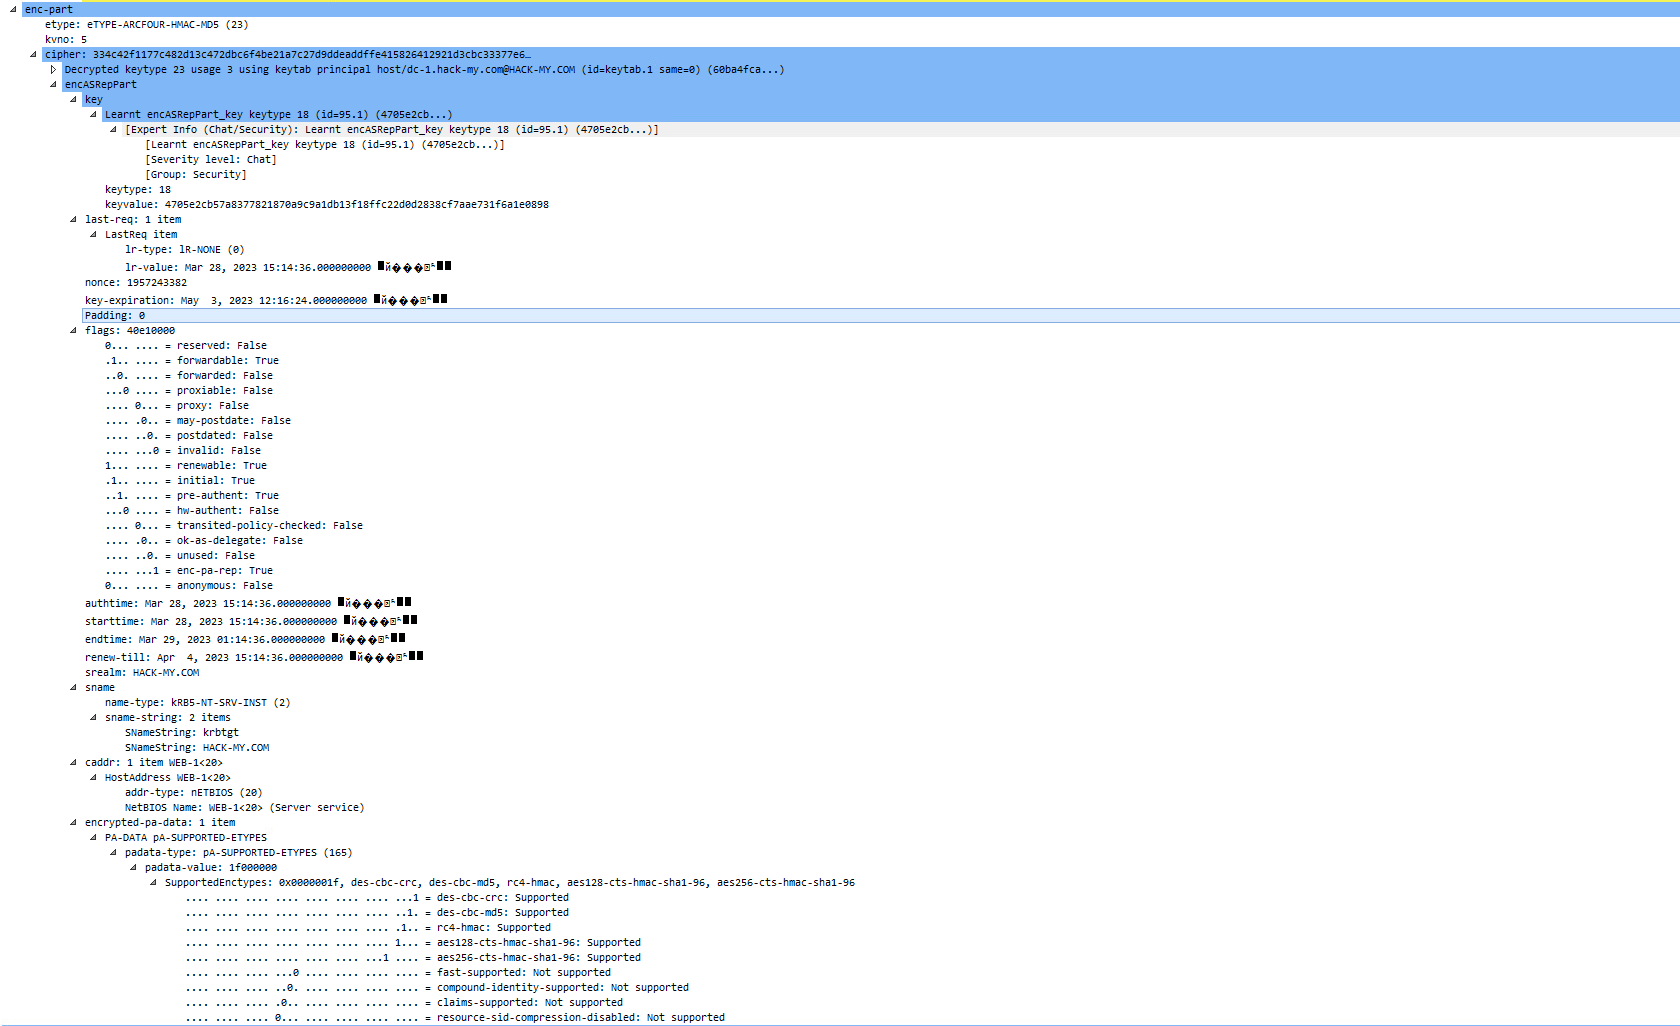 enc-part
etype: eTYPE-ARCFOUR-HMAC-MD5 (23)
kvno: 5
cipher: 334c42f1177c482d13c472dbc6f4be21a7c27d9ddeaddffe415826412921d3cbc33377e6…
Decrypted keytype 23 usage 3 using keytab principal host/dc-1.hack-my.com@HACK-MY.COM (id=keytab.1 same=0) (60ba4fca...)
encASRepPart
key
Learnt encASRepPart_key keytype 18 (id=95.1) (4705e2cb...)
[Expert Info (Chat/Security): Learnt encASRepPart_key keytype 18 (id=95.1) (4705e2cb...)]
[Learnt encASRepPart_key keytype 18 (id=95.1) (4705e2cb...)]
[Severity level: Chat]
[Group: Security]
keytype: 18
keyvalue: 4705e2cb57a8377821870a9c9a1db13f18ffc22d0d2838cf7aae731f6a1e0898
last-req: 1 item
LastReq item
lr-type: lR-NONE (0)
lr-value: Mar 28, 2023 15:14:36.000000000
nonce: 1957243382
key-expiration: May  3, 2023 12:16:24.000000000
Padding: 0
flags: 40e10000
0... .... = reserved: False
.1.. .... = forwardable: True
..0. .... = forwarded: False
...0 .... = proxiable: False
.... 0... = proxy: False
.... .0.. = may-postdate: False
.... ..0. = postdated: False
.... ...0 = invalid: False
1... .... = renewable: True
.1.. .... = initial: True
..1. .... = pre-authent: True
...0 .... = hw-authent: False
.... 0... = transited-policy-checked: False
.... .0.. = ok-as-delegate: False
.... ..0. = unused: False
.... ...1 = enc-pa-rep: True
0... .... = anonymous: False
authtime: Mar 28, 2023 15:14:36.000000000
starttime: Mar 28, 2023 15:14:36.000000000
endtime: Mar 29, 2023 01:14:36.000000000
renew-till: Apr  4, 2023 15:14:36.000000000
srealm: HACK-MY.COM
sname
name-type: kRB5-NT-SRV-INST (2)
sname-string: 2 items
SNameString: krbtgt
SNameString: HACK-MY.COM
caddr: 1 item WEB-1<20>
HostAddress WEB-1<20>
addr-type: nETBIOS (20)
NetBIOS Name: WEB-1<20> (Server service)
encrypted-pa-data: 1 item
PA-DATA pA-SUPPORTED-ETYPES
padata-type: pA-SUPPORTED-ETYPES (165)
padata-value: 1f000000
SupportedEnctypes: 0x0000001f, des-cbc-crc, des-cbc-md5, rc4-hmac, aes128-cts-hmac-sha1-96, aes256-cts-hmac-sha1-96
.... .... .... .... .... .... .... ...1 = des-cbc-crc: Supported
.... .... .... .... .... .... .... ..1. = des-cbc-md5: Supported
.... .... .... .... .... .... .... .1.. = rc4-hmac: Supported
.... .... .... .... .... .... .... 1... = aes128-cts-hmac-sha1-96: Supported
.... .... .... .... .... .... ...1 .... = aes256-cts-hmac-sha1-96: Supported
.... .... .... ...0 .... .... .... .... = fast-supported: Not supported
.... .... .... ..0. .... .... .... .... = compound-identity-supported: Not supported
.... .... .... .0.. .... .... .... .... = claims-supported: Not supported
.... .... .... 0... .... .... .... .... = resource-sid-compression-disabled: Not supported